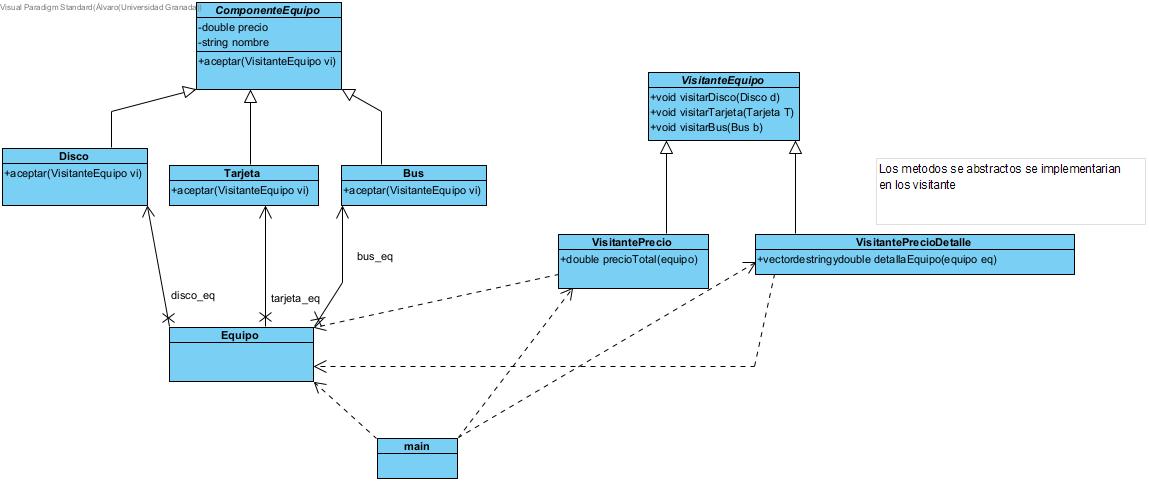 Visual Paradigm Standard(Álvaro(Universidad Granada))
ComponenteEquipo
-double precio
-string nombre
+aceptar(VisitanteEquipo vi)
VisitanteEquipo
+void visitarDisco(Disco d)
+void visitarTarjeta(Tarjeta T)
+void visitarBus(Bus b)
Disco
+aceptar(VisitanteEquipo vi)
Tarjeta
+aceptar(VisitanteEquipo vi)
Bus
+aceptar(VisitanteEquipo vi)
Los metodos se abstractos se implementarian
en los visitante
VisitantePrecio
+double precioTotal(equipo)
VisitantePrecioDetalle
+vectordestringydouble detallaEquipo(equipo eq)
bus_eq
disco_eq
tarjeta_eq
Equipo
main